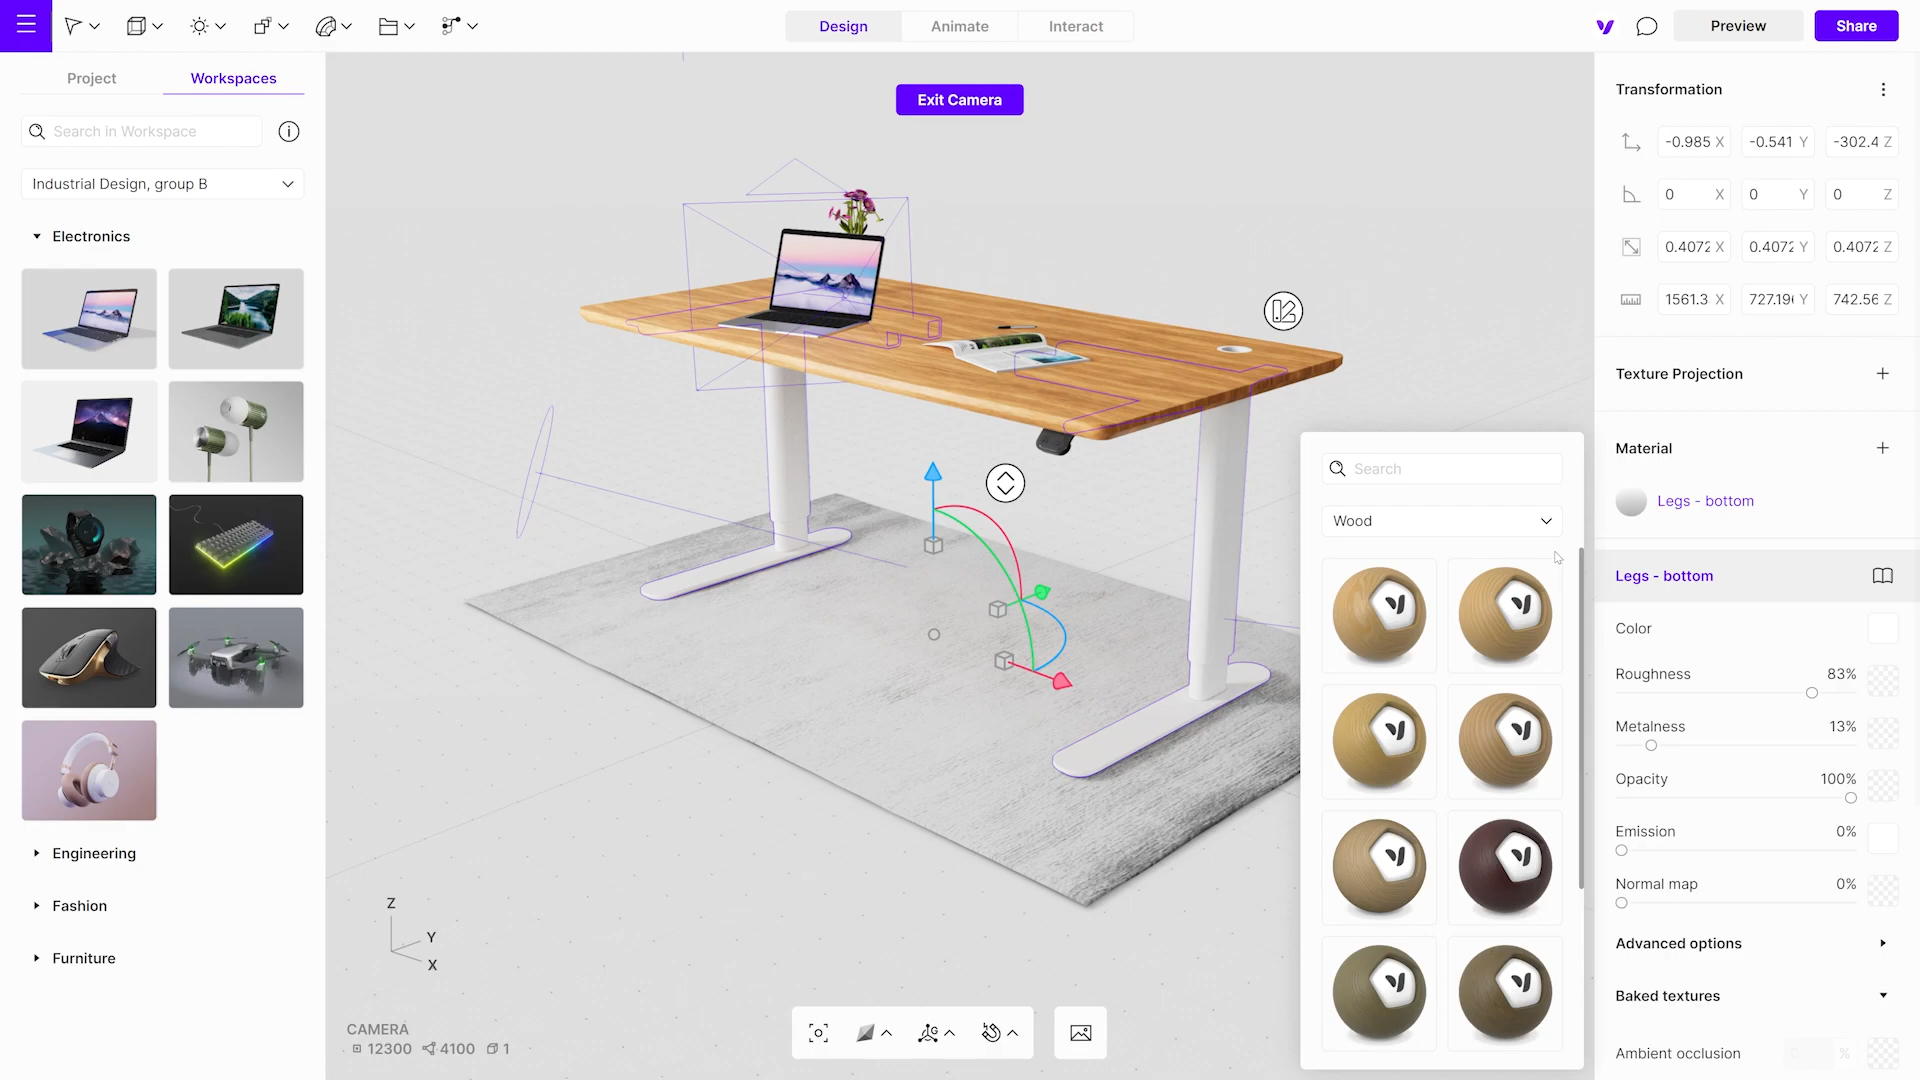 Design
Animate
Interact
Preview
Share
Project
Workspaces
Search in Workspace
Industrial Design, group B
Electronics
Engineering
Fashion
Furniture
Exit Camera
Z
Y
X
CAMERA
12300
4100
1
Search
Wood
Transformation
-0.985 X
-0.541 Y
-302.4 Z
0 X
0 Y
0 Z
0.4072 X
0.4072 Y
0.4072 Z
1561.3 X
727.19 Y
742.56 Z
Texture Projection
Material
Legs - bottom
Legs - bottom
Color
Roughness 83%
Metalness 13%
Opacity 100%
Emission 0%
Normal map 0%
Advanced options
Baked textures
Ambient occlusion 0 %